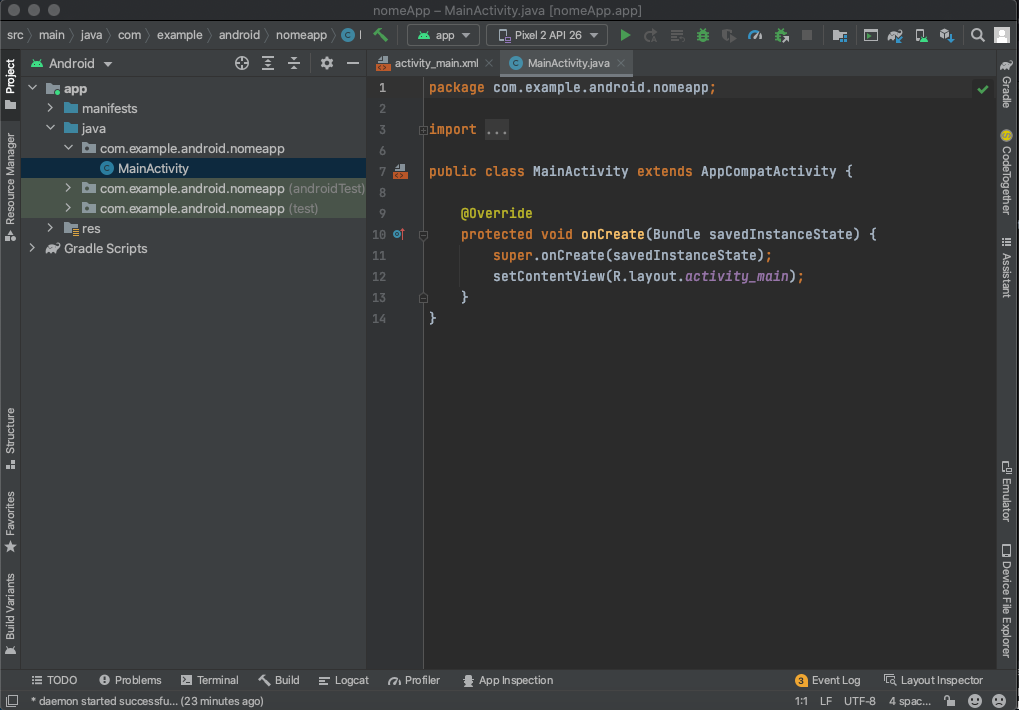 nomeApp – MainActivity.java [nomeApp.app]
src main java com example android nomeapp C
app Pixel 2 API 26
Project
Resource Manager
Structure
Favorites
Build Variants
Android
app
manifests
java
com.example.android.nomeapp
C MainActivity
com.example.android.nomeapp (androidTest)
com.example.android.nomeapp (test)
res
Gradle Scripts
activity_main.xml C MainActivity.java
1 package com.example.android.nomeapp;
2
3 import ...
6
7 public class MainActivity extends AppCompatActivity {
8
9 @Override
10 protected void onCreate(Bundle savedInstanceState) {
11 super.onCreate(savedInstanceState);
12 setContentView(R.layout.activity_main);
13 }
14 }
Gradle
CodeTogether
Assistant
Emulator
Device File Explorer
TODO Problems Terminal Build Logcat Profiler App Inspection 3 Event Log Layout Inspector
* daemon started successfu... (23 minutes ago) 1:1 LF UTF-8 4 spac...